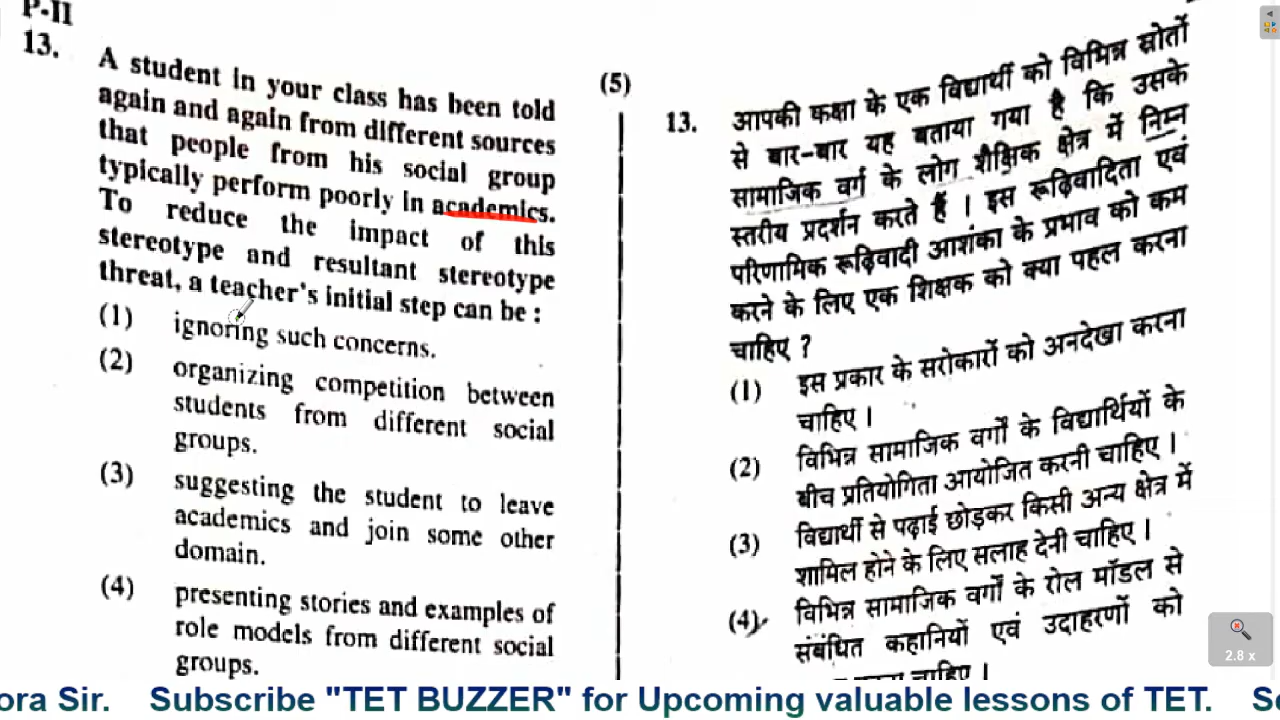 P-II
13.
A student in your class has been told
again and again from different sources
that people from his social group
typically perform poorly in academics.
To reduce the impact of this
stereotype and resultant stereotype
threat, a teacher's initial step can be :
(1) ignoring such concerns.
(2) organizing competition between
students from different social
groups.
(3) suggesting the student to leave
academics and join some other
domain.
(4) presenting stories and examples of
role models from different social
groups.
(5)
13. आपकी कक्षा के एक विद्यार्थी को विभिन्न स्रोतों
से बार-बार यह बताया गया है कि उसके
सामाजिक वर्ग के लोग शैक्षिक क्षेत्र में निम्न
स्तरीय प्रदर्शन करते हैं । इस रूढ़िवादिता एवं
परिणामिक रूढ़िवादी आशंका के प्रभाव को कम
करने के लिए एक शिक्षक को क्या पहल करना
चाहिए ?
(1) इस प्रकार के सरोकारों को अनदेखा करना
चाहिए ।
(2) विभिन्न सामाजिक वर्गों के विद्यार्थियों के
बीच प्रतियोगिता आयोजित करनी चाहिए ।
(3) विद्यार्थी से पढ़ाई छोड़कर किसी अन्य क्षेत्र में
शामिल होने के लिए सलाह देनी चाहिए ।
(4) विभिन्न सामाजिक वर्गों के रोल मॉडल से
संबंधित कहानियों एवं उदाहरणों को
चाहिए ।
2.8 x
ora Sir. Subscribe "TET BUZZER" for Upcoming valuable lessons of TET. Su